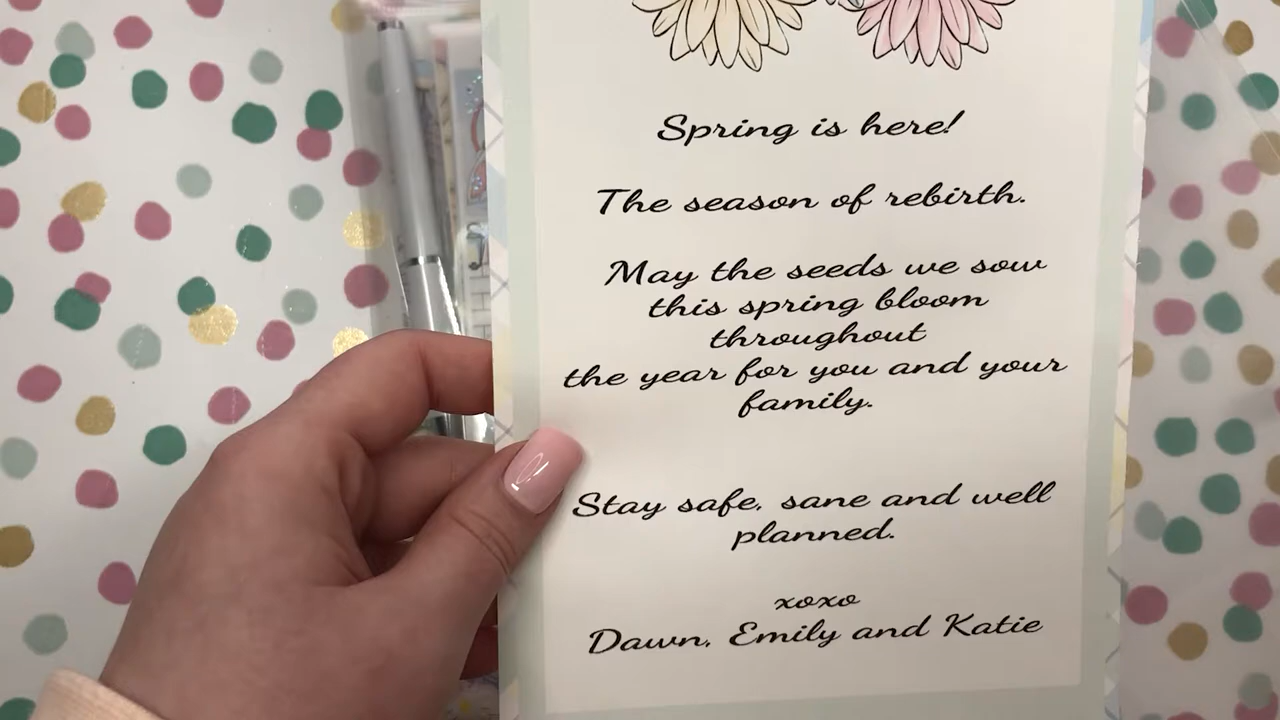 Spring is here!
The season of rebirth.
May the seeds we sow
this spring bloom
throughout
the year for you and your
family.
Stay safe, sane and well
planned.
xoxo
Dawn, Emily and Katie